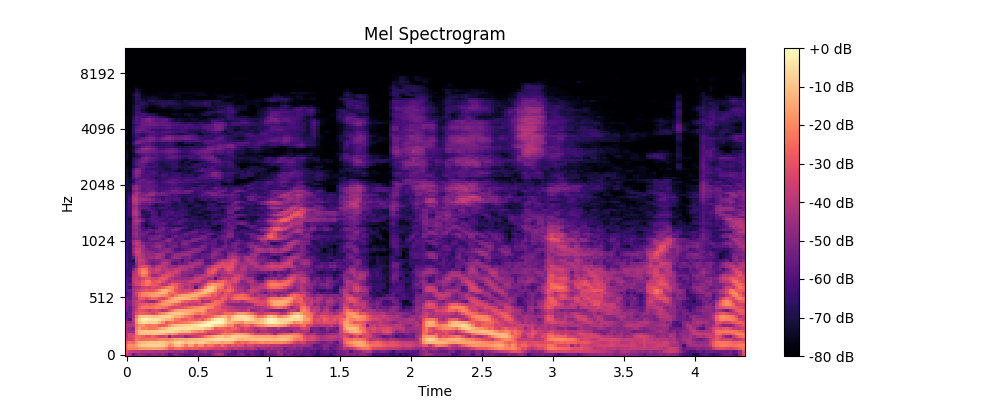 Mel Spectrogram
+0 dB
8192
-10 dB
4096
-20 dB
-30 dB
2048
Hz
-40 dB
1024
-50 dB
-60 dB
512
-70 dB
0
-80 dB
0 0.5 1 1.5 2 2.5 3 3.5 4
Time